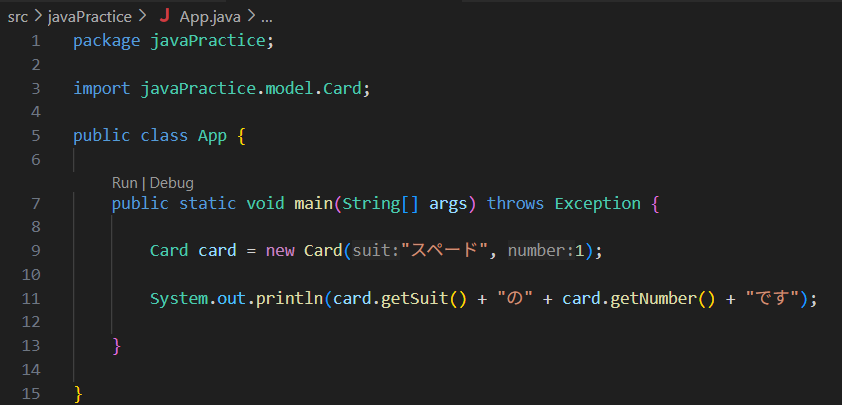 src > javaPractice > J App.java > ...
1 package javaPractice;
2
3 import javaPractice.model.Card;
4
5 public class App {
6
Run | Debug
7 public static void main(String[] args) throws Exception {
8
9 Card card = new Card(suit:"スペード", number:1);
10
11 System.out.println(card.getSuit() + "の" + card.getNumber() + "です");
12
13 }
14
15 }